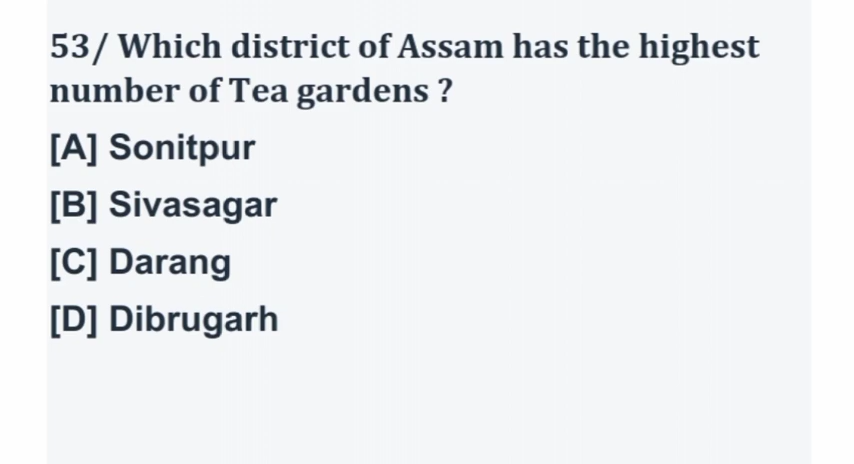 53/ Which district of Assam has the highest
number of Tea gardens ?
[A] Sonitpur
[B] Sivasagar
[C] Darang
[D] Dibrugarh